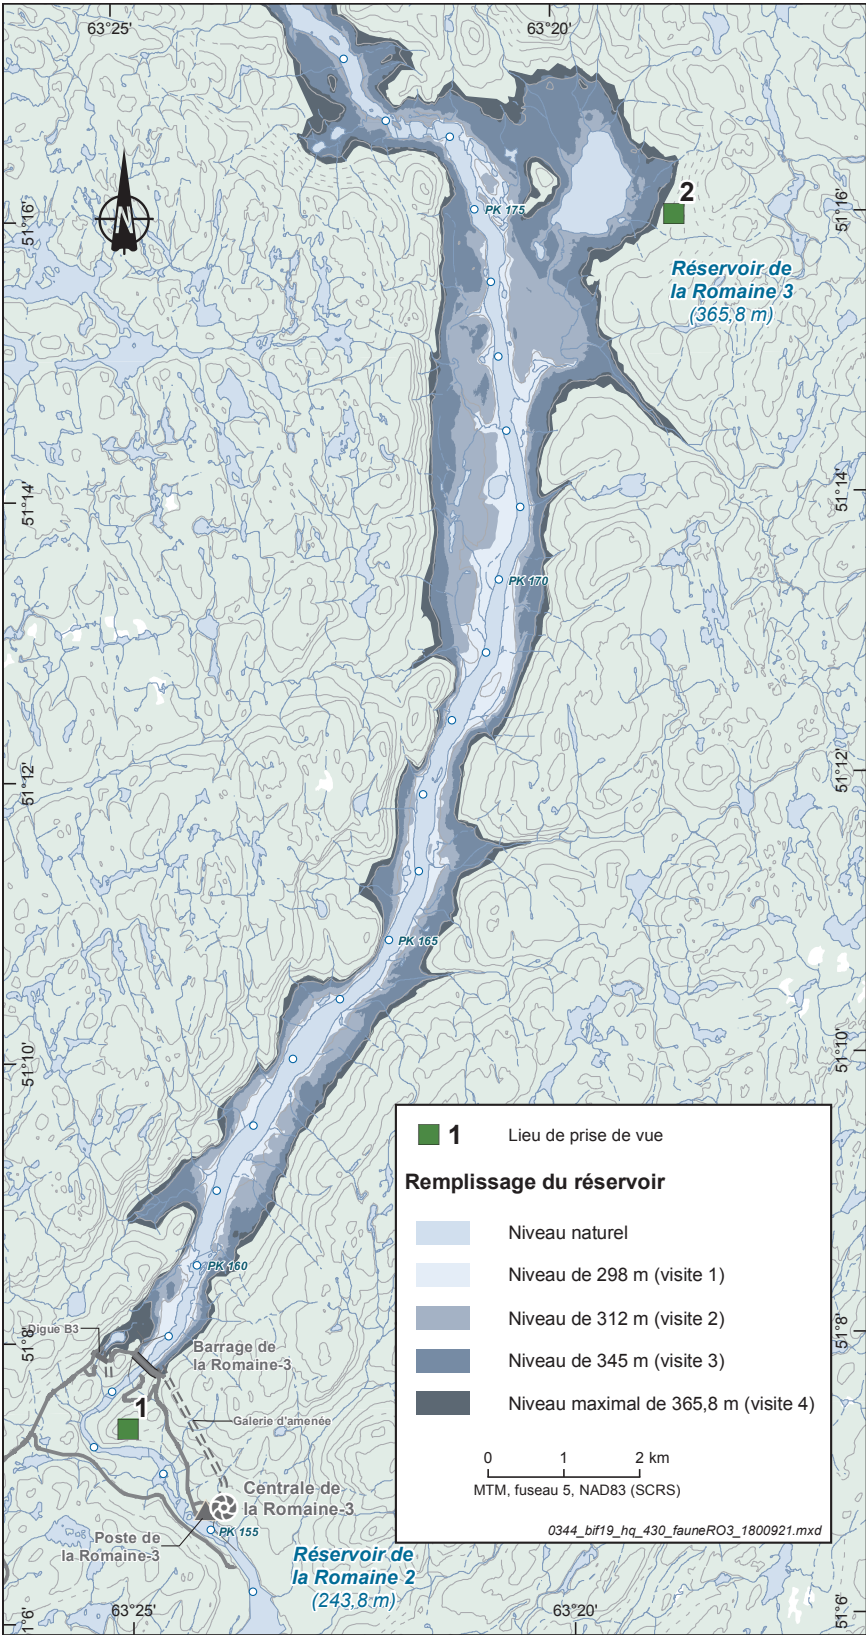 63°25'
63°20'
51°16'
51°16'
2
PK 175
Réservoir de
la Romaine 3
(365,8 m)
N
51°14'
51°14'
PK 170
51°12'
51°12'
PK 165
51°10'
51°10'
PK 160
51°8'
51°8'
Digue B3
Barrage de
la Romaine-3
1
Galerie d'amenée
Centrale de
la Romaine-3
PK 155
Poste de
la Romaine-3
Réservoir de
la Romaine 2
(243,8 m)
1°6'
51°6'
63°25'
63°20'
1 Lieu de prise de vue
Remplissage du réservoir
Niveau naturel
Niveau de 298 m (visite 1)
Niveau de 312 m (visite 2)
Niveau de 345 m (visite 3)
Niveau maximal de 365,8 m (visite 4)
0 1 2 km
MTM, fuseau 5, NAD83 (SCRS)
0344_bif19_hq_430_fauneRO3_1800921.mxd